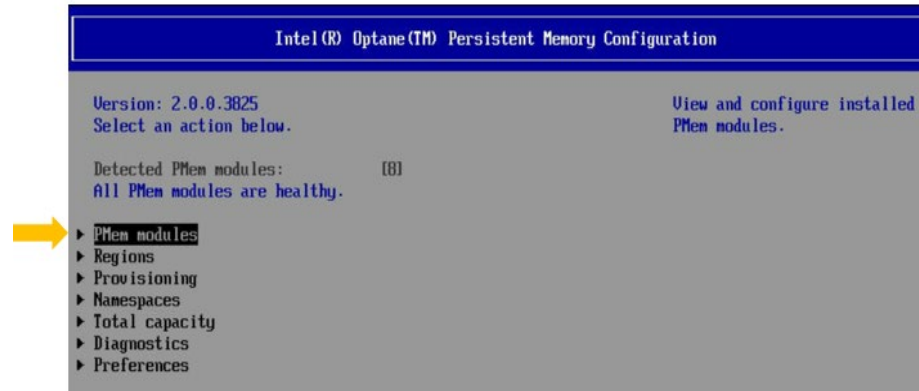 Intel(R) Optane(TM) Persistent Memory Configuration
Version: 2.0.0.3825
Select an action below.
View and configure installed
PMem modules.
Detected PMem modules: [8]
All PMem modules are healthy.
PMem modules
Regions
Provisioning
Namespaces
Total capacity
Diagnostics
Preferences